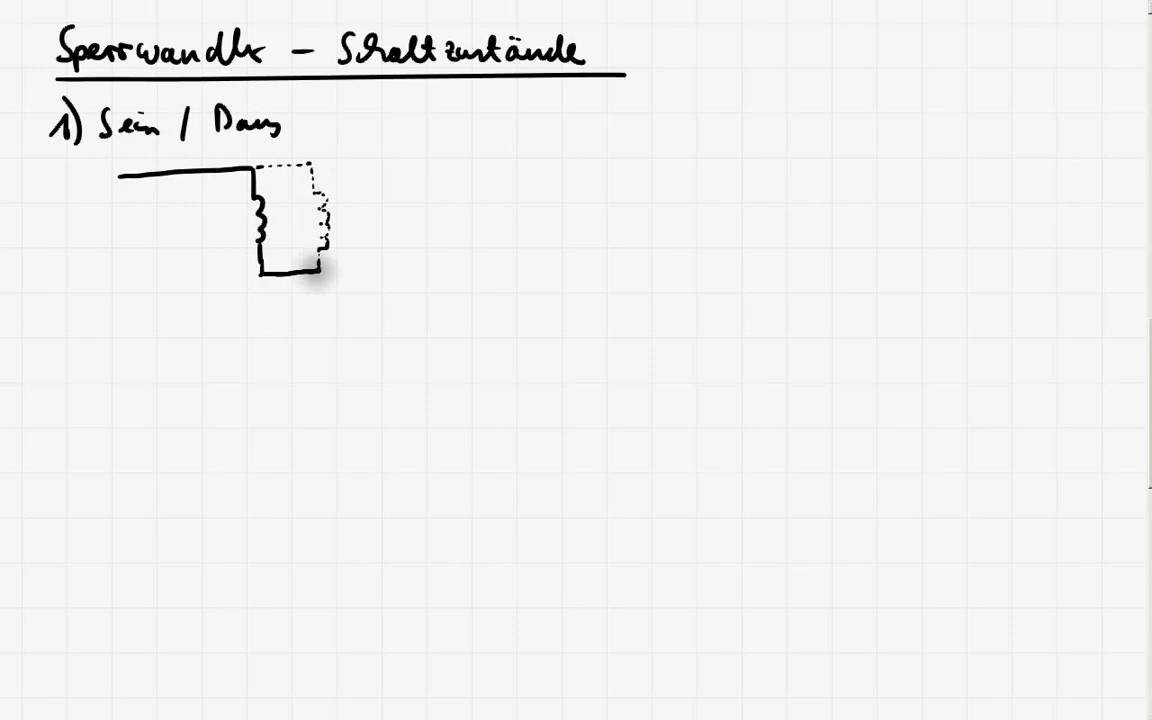 Sperrwandler - Schaltzustände
1) Sein / Daus